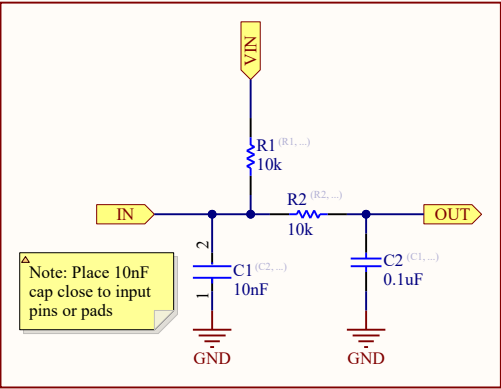 VIN
R1 (R1, ...)
10k
IN
R2 (R2, ...)
10k
OUT
2
C1 (C2, ...)
10nF
1
C2 (C1, ...)
0.1uF
Note: Place 10nF
cap close to input
pins or pads
GND
GND